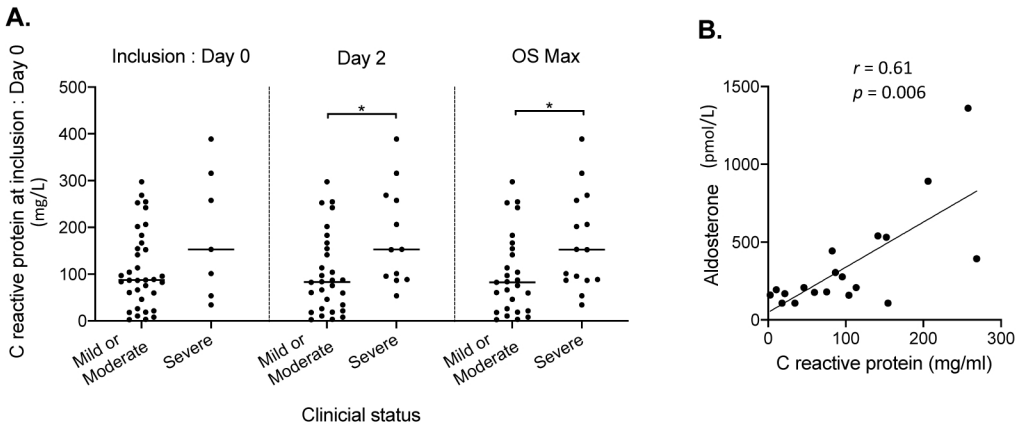 A.
Inclusion : Day 0
Day 2
OS Max
C reactive protein at inclusion : Day 0
(mg/L)
500
400
300
200
100
0
*
*
Mild or
Moderate
Severe
Mild or
Moderate
Severe
Mild or
Moderate
Severe
Clinicial status
B.
r = 0.61
p = 0.006
Aldosterone (pmol/L)
1500
1000
500
0
0
100
200
300
C reactive protein (mg/ml)